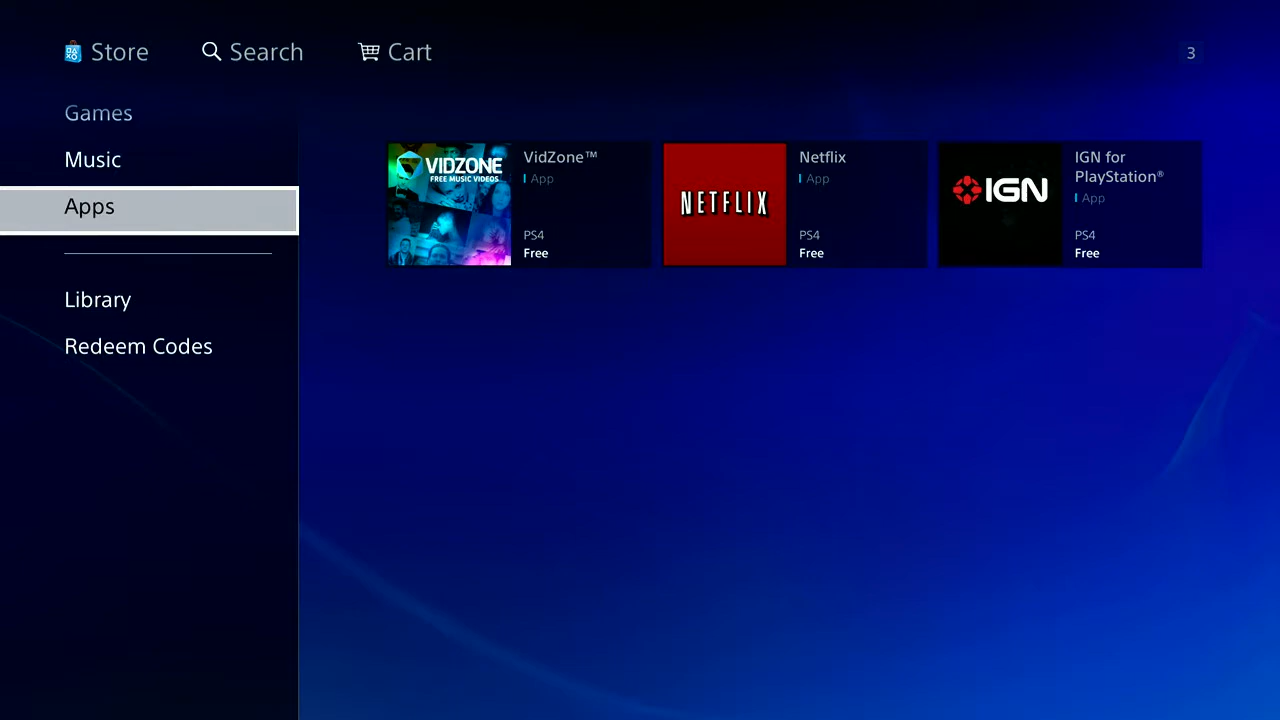 Store
Search
Cart
3
Games
Music
Apps
Library
Redeem Codes
VIDZONE
FREE MUSIC VIDEOS
VidZone™
App
PS4
Free
NETFLIX
Netflix
App
PS4
Free
IGN
IGN for
PlayStation®
App
PS4
Free